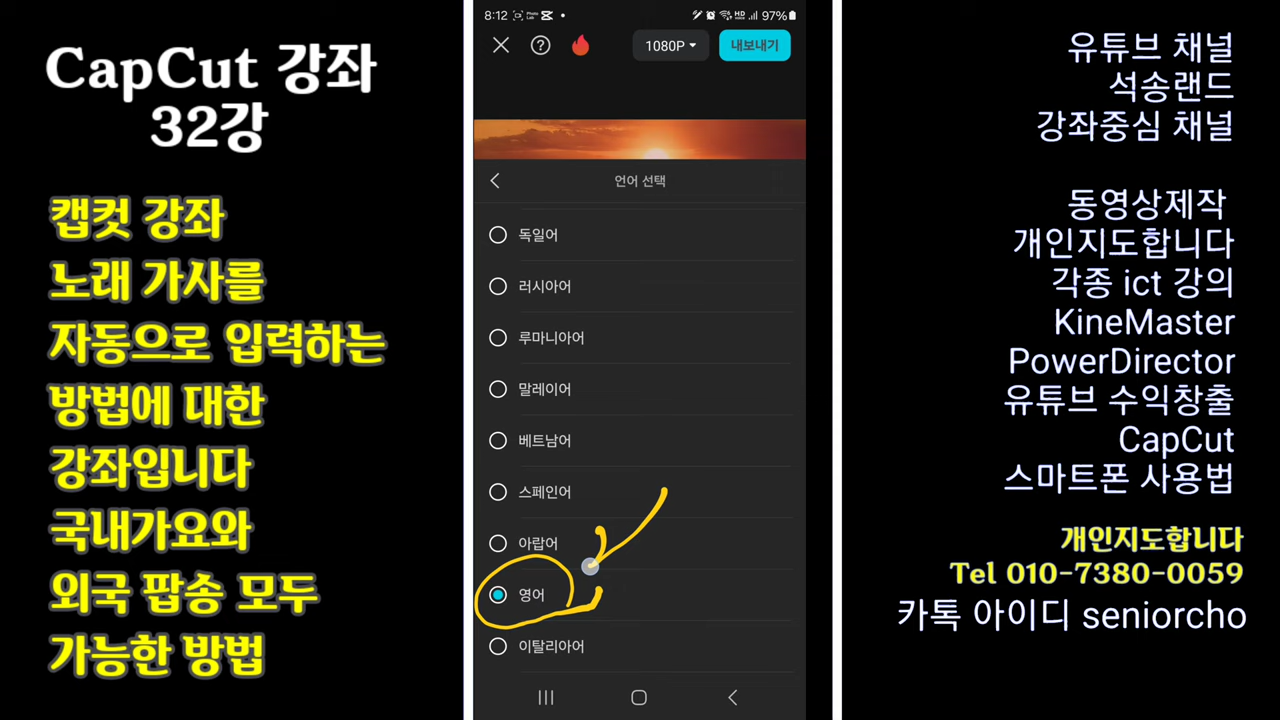 CapCut 강좌
32강
캡컷 강좌
노래 가사를
자동으로 입력하는
방법에 대한
강좌입니다
국내가요와
외국 팝송 모두
가능한 방법
8:12
97%
1080P
내보내기
언어 선택
독일어
러시아어
루마니아어
말레이어
베트남어
스페인어
아랍어
영어
이탈리아어
유튜브 채널
석송랜드
강좌중심 채널
동영상제작
개인지도합니다
각종 ict 강의
KineMaster
PowerDirector
유튜브 수익창출
CapCut
스마트폰 사용법
개인지도합니다
Tel 010-7380-0059
카톡 아이디 seniorcho